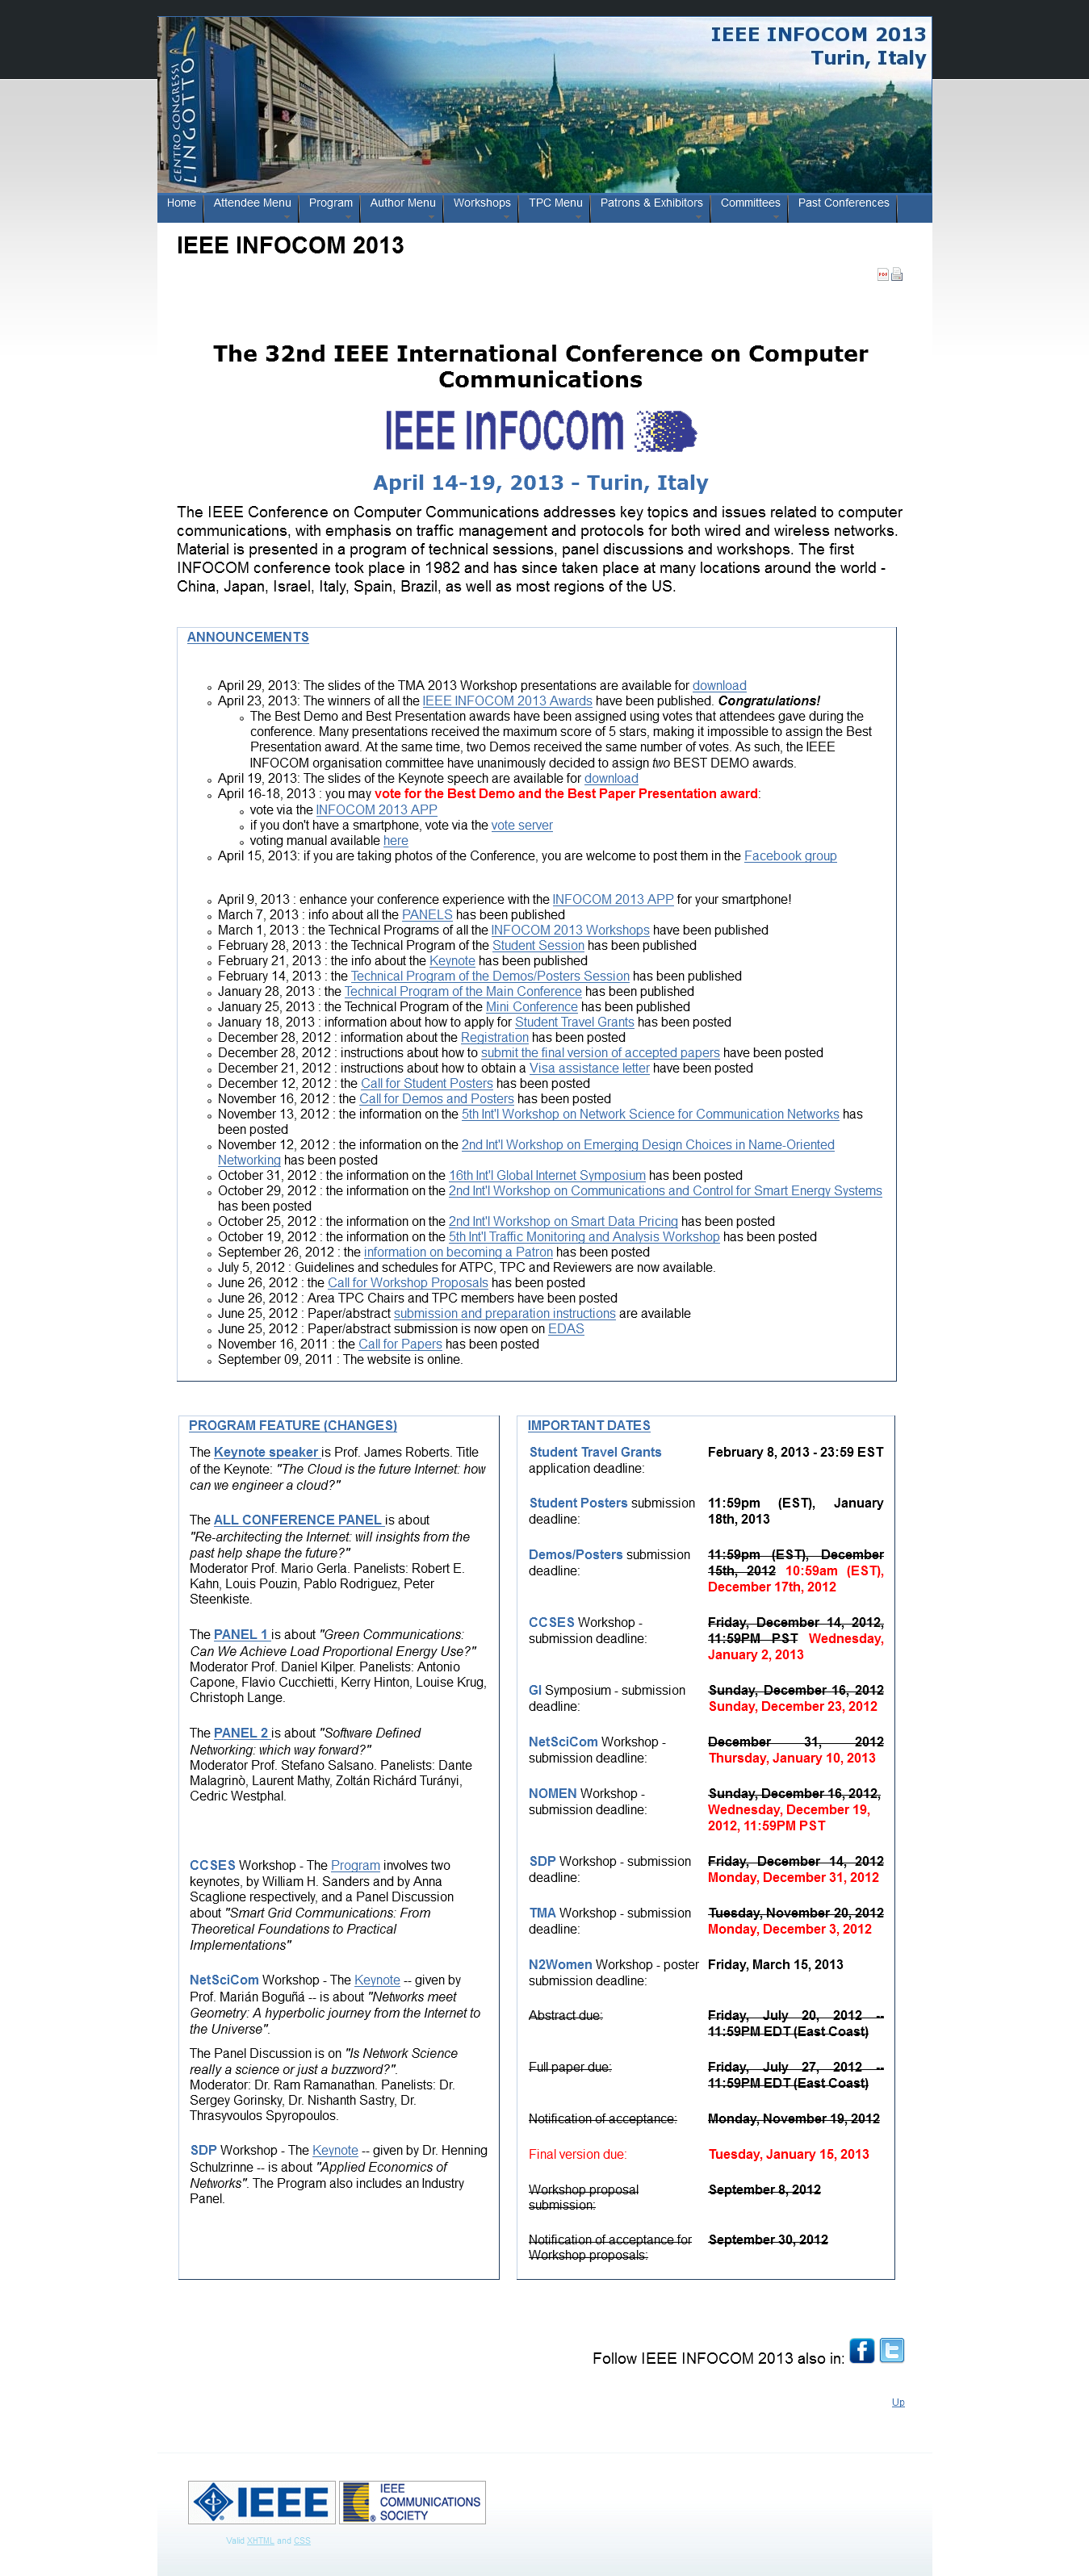 CENTRO CONGRESSI
LINGOTTO
IEEE INFOCOM 2013
Turin, Italy
Home Attendee Menu Program Author Menu Workshops TPC Menu Patrons & Exhibitors Committees Past Conferences
IEEE INFOCOM 2013
The 32nd IEEE International Conference on Computer
Communications
IEEE INFOCOM
April 14-19, 2013 - Turin, Italy
The IEEE Conference on Computer Communications addresses key topics and issues related to computer
communications, with emphasis on traffic management and protocols for both wired and wireless networks.
Material is presented in a program of technical sessions, panel discussions and workshops. The first
INFOCOM conference took place in 1982 and has since taken place at many locations around the world -
China, Japan, Israel, Italy, Spain, Brazil, as well as most regions of the US.
ANNOUNCEMENTS
April 29, 2013: The slides of the TMA 2013 Workshop presentations are available for download
April 23, 2013: The winners of all the IEEE INFOCOM 2013 Awards have been published. Congratulations!
The Best Demo and Best Presentation awards have been assigned using votes that attendees gave during the
conference. Many presentations received the maximum score of 5 stars, making it impossible to assign the Best
Presentation award. At the same time, two Demos received the same number of votes. As such, the IEEE
INFOCOM organisation committee have unanimously decided to assign two BEST DEMO awards.
April 19, 2013: The slides of the Keynote speech are available for download
April 16-18, 2013 : you may vote for the Best Demo and the Best Paper Presentation award:
vote via the INFOCOM 2013 APP
if you don't have a smartphone, vote via the vote server
voting manual available here
April 15, 2013: if you are taking photos of the Conference, you are welcome to post them in the Facebook group
April 9, 2013 : enhance your conference experience with the INFOCOM 2013 APP for your smartphone!
March 7, 2013 : info about all the PANELS has been published
March 1, 2013 : the Technical Programs of all the INFOCOM 2013 Workshops have been published
February 28, 2013 : the Technical Program of the Student Session has been published
February 21, 2013 : the info about the Keynote has been published
February 14, 2013 : the Technical Program of the Demos/Posters Session has been published
January 28, 2013 : the Technical Program of the Main Conference has been published
January 25, 2013 : the Technical Program of the Mini Conference has been published
January 18, 2013 : information about how to apply for Student Travel Grants has been posted
December 28, 2012 : information about the Registration has been posted
December 28, 2012 : instructions about how to submit the final version of accepted papers have been posted
December 21, 2012 : instructions about how to obtain a Visa assistance letter have been posted
December 12, 2012 : the Call for Student Posters has been posted
November 16, 2012 : the Call for Demos and Posters has been posted
November 13, 2012 : the information on the 5th Int'l Workshop on Network Science for Communication Networks has
been posted
November 12, 2012 : the information on the 2nd Int'l Workshop on Emerging Design Choices in Name-Oriented
Networking has been posted
October 31, 2012 : the information on the 16th Int'l Global Internet Symposium has been posted
October 29, 2012 : the information on the 2nd Int'l Workshop on Communications and Control for Smart Energy Systems
has been posted
October 25, 2012 : the information on the 2nd Int'l Workshop on Smart Data Pricing has been posted
October 19, 2012 : the information on the 5th Int'l Traffic Monitoring and Analysis Workshop has been posted
September 26, 2012 : the information on becoming a Patron has been posted
July 5, 2012 : Guidelines and schedules for ATPC, TPC and Reviewers are now available.
June 26, 2012 : the Call for Workshop Proposals has been posted
June 26, 2012 : Area TPC Chairs and TPC members have been posted
June 25, 2012 : Paper/abstract submission and preparation instructions are available
June 25, 2012 : Paper/abstract submission is now open on EDAS
November 16, 2011 : the Call for Papers has been posted
September 09, 2011 : The website is online.
PROGRAM FEATURE (CHANGES)
The Keynote speaker is Prof. James Roberts. Title
of the Keynote: "The Cloud is the future Internet: how
can we engineer a cloud?"
The ALL CONFERENCE PANEL is about
"Re-architecting the Internet: will insights from the
past help shape the future?"
Moderator Prof. Mario Gerla. Panelists: Robert E.
Kahn, Louis Pouzin, Pablo Rodriguez, Peter
Steenkiste.
The PANEL 1 is about "Green Communications:
Can We Achieve Load Proportional Energy Use?"
Moderator Prof. Daniel Kilper. Panelists: Antonio
Capone, Flavio Cucchietti, Kerry Hinton, Louise Krug,
Christoph Lange.
The PANEL 2 is about "Software Defined
Networking: which way forward?"
Moderator Prof. Stefano Salsano. Panelists: Dante
Malagrinò, Laurent Mathy, Zoltán Richárd Turányi,
Cedric Westphal.
CCSES Workshop - The Program involves two
keynotes, by William H. Sanders and by Anna
Scaglione respectively, and a Panel Discussion
about "Smart Grid Communications: From
Theoretical Foundations to Practical
Implementations"
NetSciCom Workshop - The Keynote -- given by
Prof. Marián Boguñá -- is about "Networks meet
Geometry: A hyperbolic journey from the Internet to
the Universe".
The Panel Discussion is on "Is Network Science
really a science or just a buzzword?".
Moderator: Dr. Ram Ramanathan. Panelists: Dr.
Sergey Gorinsky, Dr. Nishanth Sastry, Dr.
Thrasyvoulos Spyropoulos.
SDP Workshop - The Keynote -- given by Dr. Henning
Schulzrinne -- is about "Applied Economics of
Networks". The Program also includes an Industry
Panel.
IMPORTANT DATES
Student Travel Grants February 8, 2013 - 23:59 EST
application deadline:
Student Posters submission 11:59pm (EST), January
deadline: 18th, 2013
Demos/Posters submission 11:59pm (EST), December
deadline: 15th, 2012 10:59am (EST),
December 17th, 2012
CCSES Workshop - Friday, December 14, 2012,
submission deadline: 11:59PM PST Wednesday,
January 2, 2013
GI Symposium - submission Sunday, December 16, 2012
deadline: Sunday, December 23, 2012
NetSciCom Workshop - December 31, 2012
submission deadline: Thursday, January 10, 2013
NOMEN Workshop - Sunday, December 16, 2012,
submission deadline: Wednesday, December 19,
2012, 11:59PM PST
SDP Workshop - submission Friday, December 14, 2012
deadline: Monday, December 31, 2012
TMA Workshop - submission Tuesday, November 20, 2012
deadline: Monday, December 3, 2012
N2Women Workshop - poster Friday, March 15, 2013
submission deadline:
Abstract due: Friday, July 20, 2012 --
11:59PM EDT (East Coast)
Full paper due: Friday, July 27, 2012 --
11:59PM EDT (East Coast)
Notification of acceptance: Monday, November 19, 2012
Final version due: Tuesday, January 15, 2013
Workshop proposal September 8, 2012
submission:
Notification of acceptance for September 30, 2012
Workshop proposals:
Follow IEEE INFOCOM 2013 also in:
Up
IEEE
IEEE
COMMUNICATIONS
SOCIETY
Valid XHTML and CSS